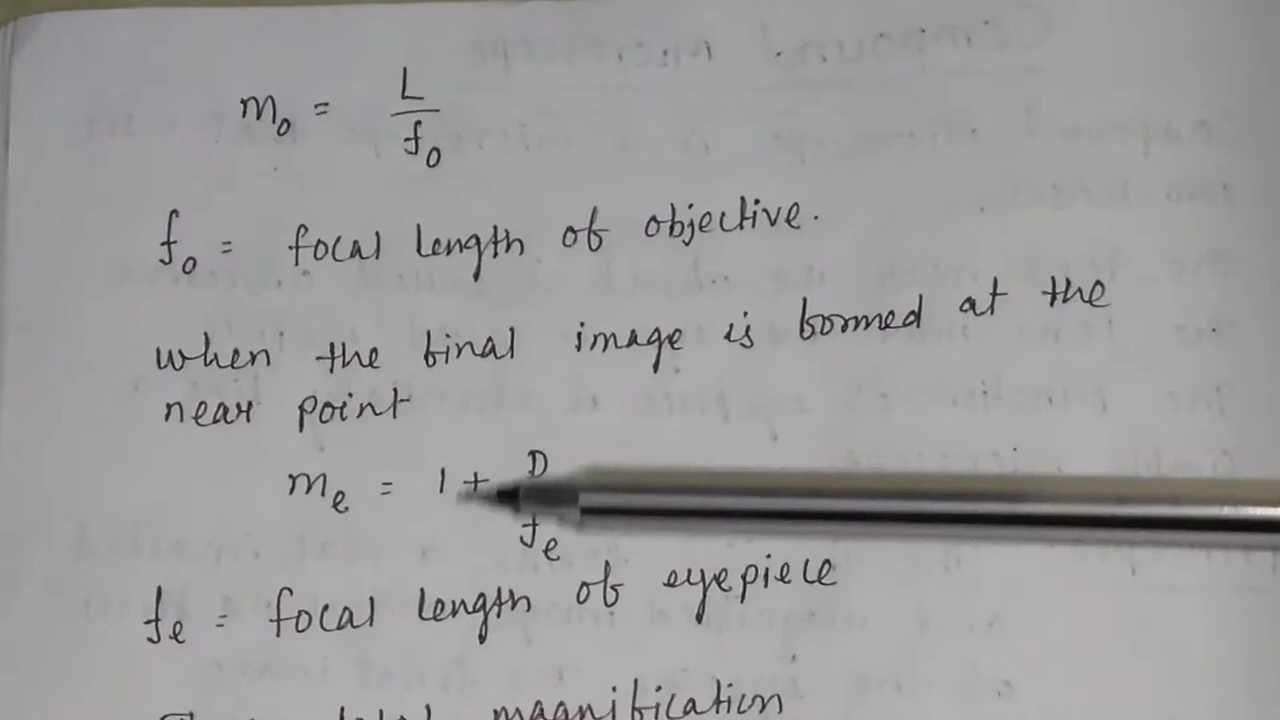 m₀ = L/f₀
f₀ = focal length of objective.
when the final image is formed at the
near point
mₑ = 1 + D/fₑ
fₑ = focal length of eyepiece
total magnification